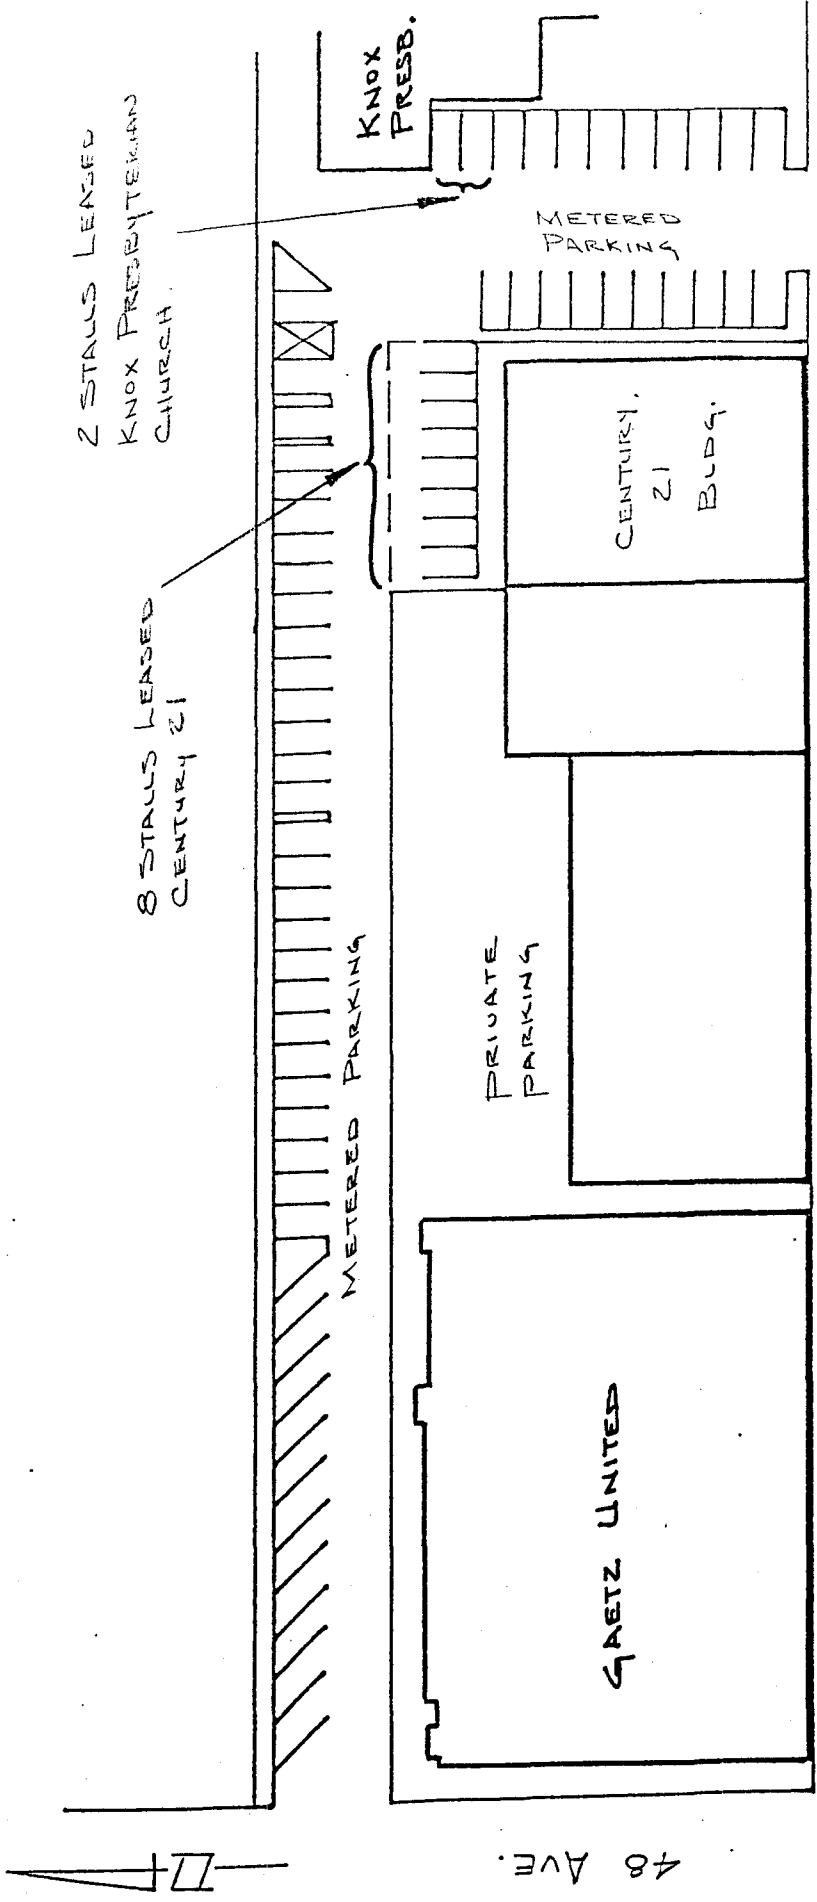 2 STALLS LEASED
KNOX PRESBYTERIAN
CHURCH.
KNOX
PRESB.
METERED
PARKING
8 STALLS LEASED
CENTURY 21
CENTURY.
21
BLDG.
METERED PARKING
PRIVATE
PARKING
GAETZ UNITED
48 AVE.
N